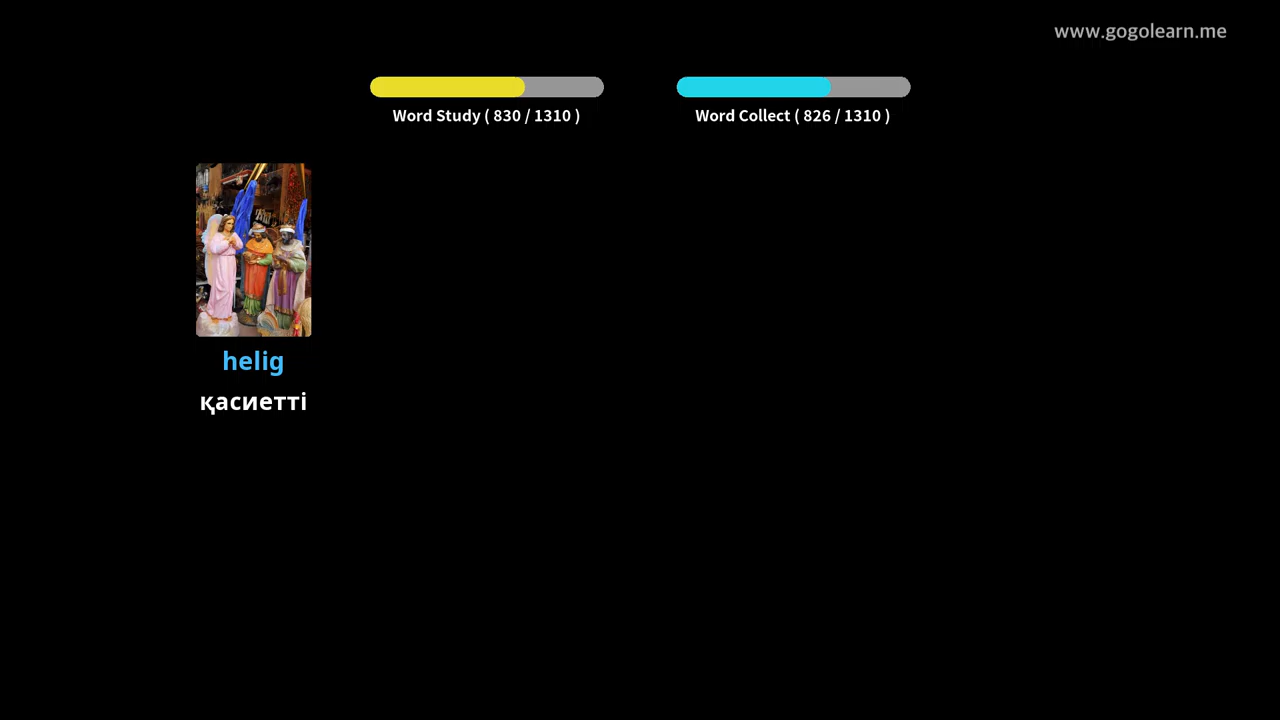 www.gogolearn.me
Word Study ( 830 / 1310 )
Word Collect ( 826 / 1310 )
helig
қасиетті